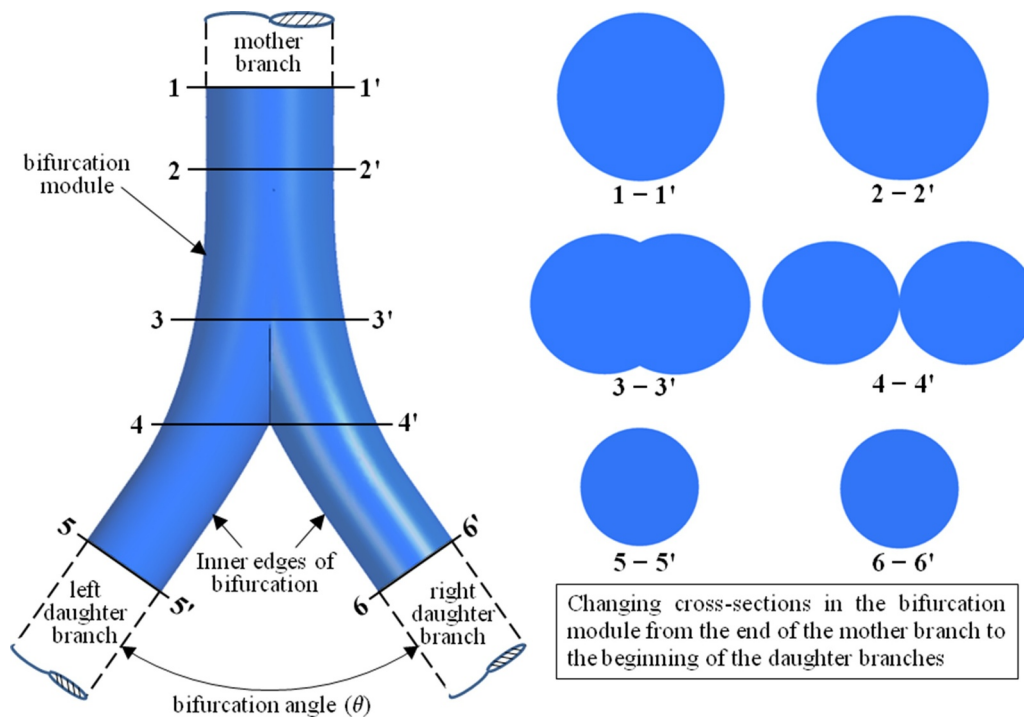 mother
branch
1
1'
2
2'
bifurcation
module
3
3'
4
4'
5
5'
6'
6
Inner edges of
bifurcation
left
daughter
branch
right
daughter
branch
bifurcation angle (θ)
1 – 1'
2 – 2'
3 – 3'
4 – 4'
5 – 5'
6 – 6'
Changing cross-sections in the bifurcation
module from the end of the mother branch to
the beginning of the daughter branches